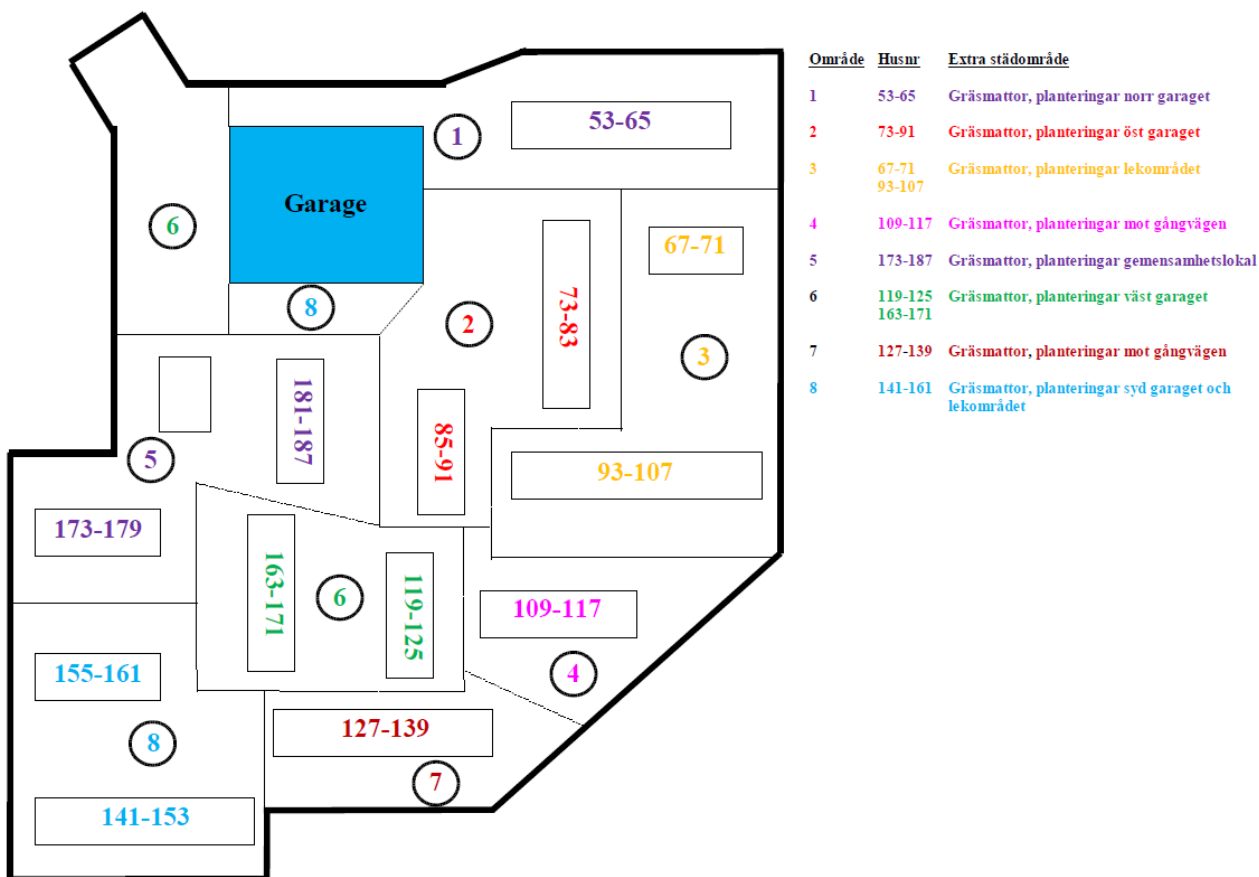 Område Husnr Extra städområde
1 53-65 Gräsmattor, planteringar norr garaget
2 73-91 Gräsmattor, planteringar öst garaget
3 67-71 Gräsmattor, planteringar lekområdet
93-107
4 109-117 Gräsmattor, planteringar mot gångvägen
5 173-187 Gräsmattor, planteringar gemensamhetslokal
6 119-125 Gräsmattor, planteringar väst garaget
163-171
7 127-139 Gräsmattor, planteringar mot gångvägen
8 141-161 Gräsmattor, planteringar syd garaget och
lekområdet
53-65
1
Garage
6
67-71
8
2
73-83
3
181-187
85-91
5
93-107
173-179
163-171
6
119-125
109-117
155-161
4
127-139
8
7
141-153